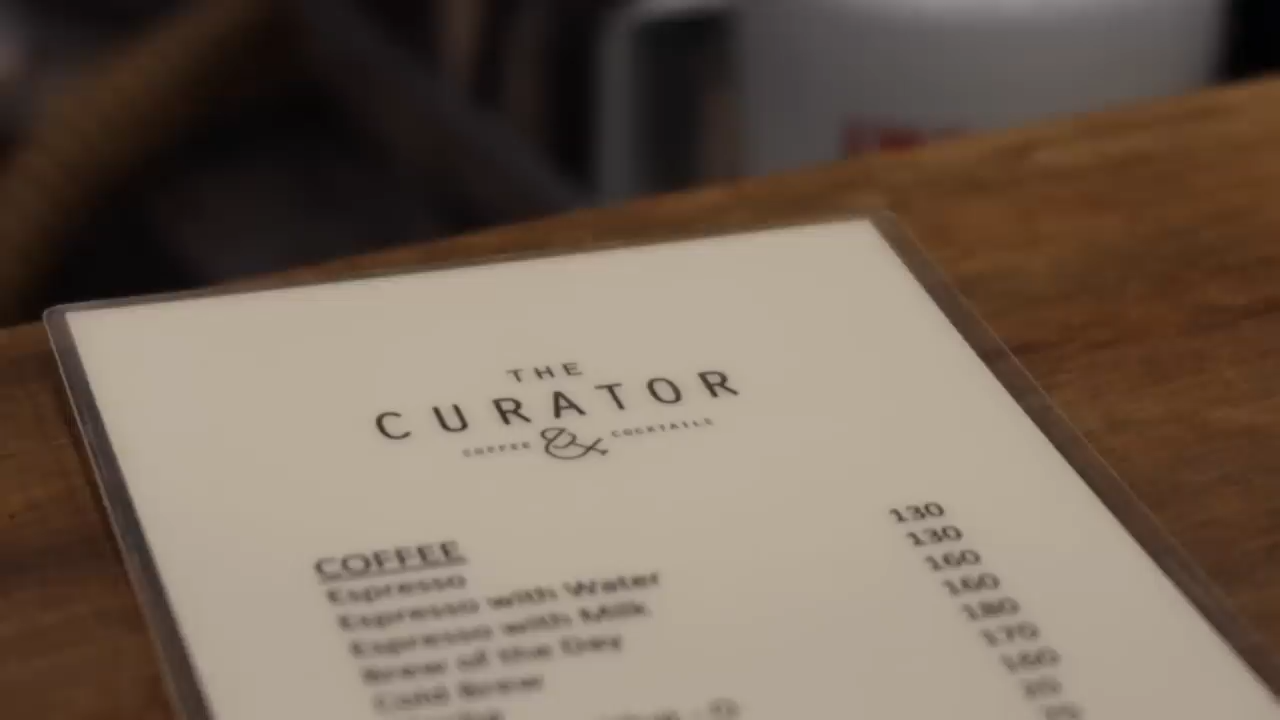 THE
CURATOR
COFFEE & COCKTAILS
COFFEE
Espresso 130
Espresso with Water 130
Espresso with Milk 160
Brew of the Day 160
Cold Brew 180
170
160